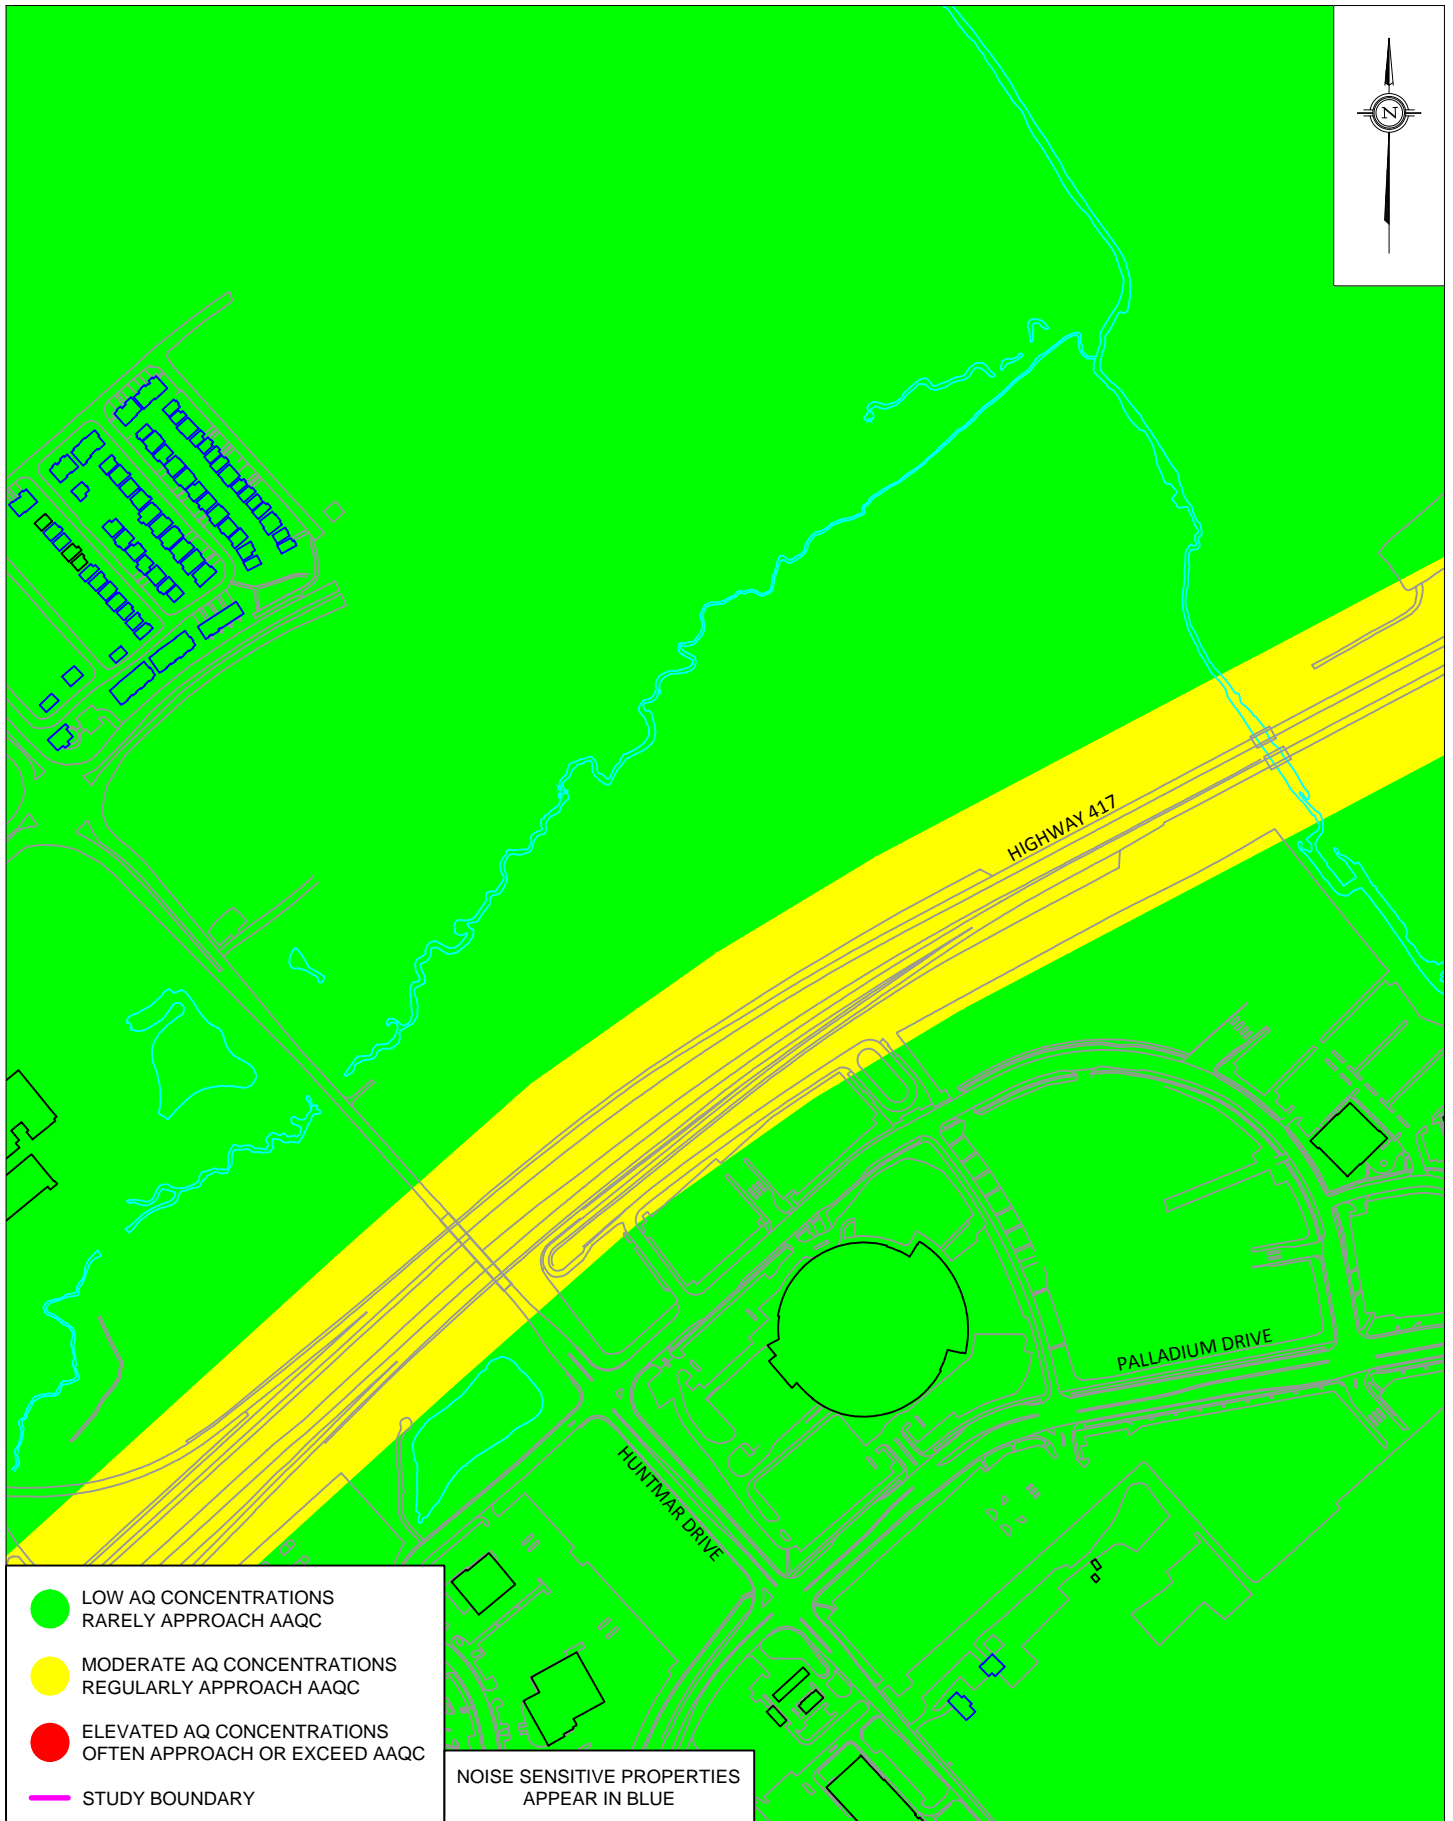 N
HIGHWAY 417
PALLADIUM DRIVE
HUNTMAR DRIVE
LOW AQ CONCENTRATIONS
RARELY APPROACH AAQC
MODERATE AQ CONCENTRATIONS
REGULARLY APPROACH AAQC
ELEVATED AQ CONCENTRATIONS
OFTEN APPROACH OR EXCEED AAQC
STUDY BOUNDARY
NOISE SENSITIVE PROPERTIES
APPEAR IN BLUE